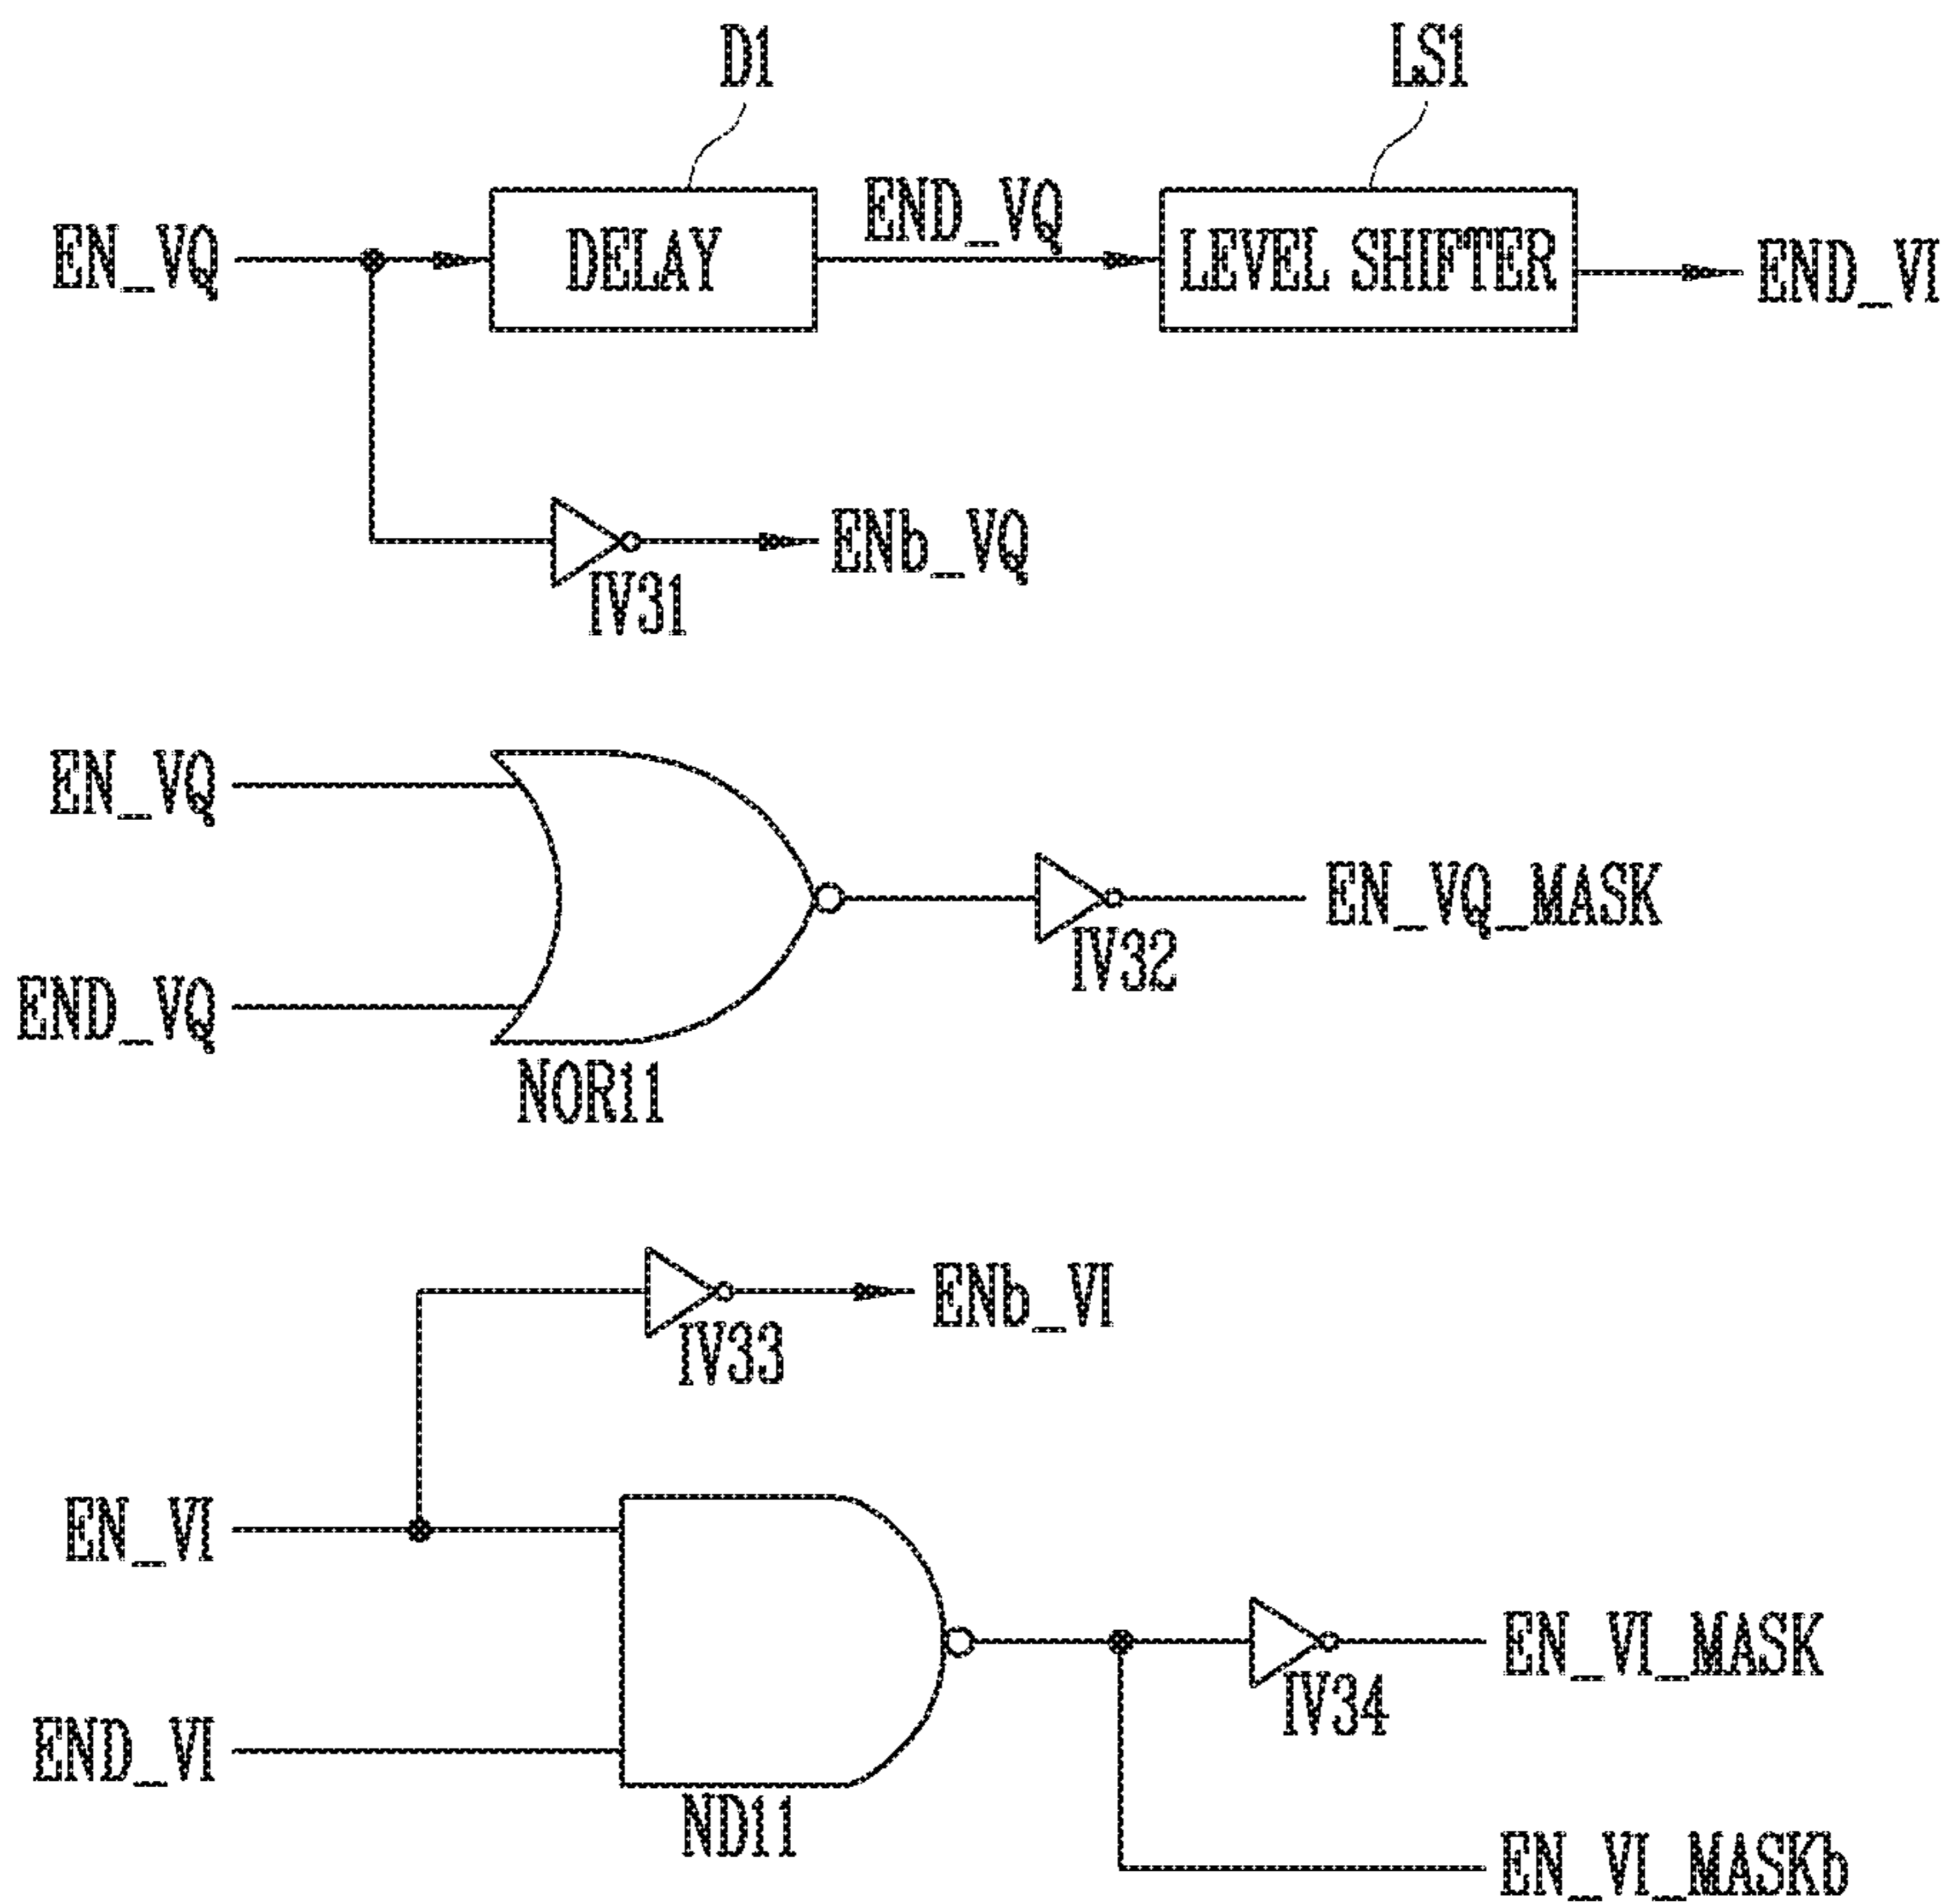 D1
LS1
EN_VQ
DELAY
END_VQ
LEVEL SHIFTER
END_VI
IV31
ENb_VQ
EN_VQ
END_VQ
NOR11
IV32
EN_VQ_MASK
IV33
ENb_VI
EN_VI
END_VI
ND11
IV34
EN_VI_MASK
EN_VI_MASKb